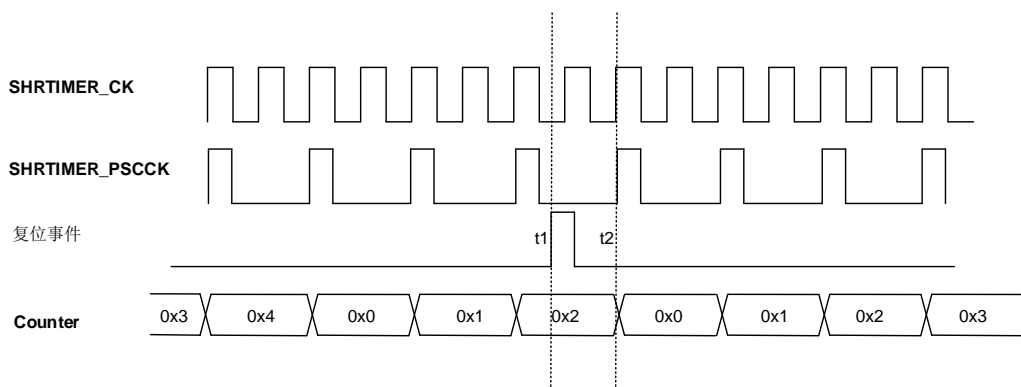 SHRTIMER_CK
SHRTIMER_PSCCK
复位事件
t1
t2
Counter
0x3 0x4 0x0 0x1 0x2 0x0 0x1 0x2 0x3